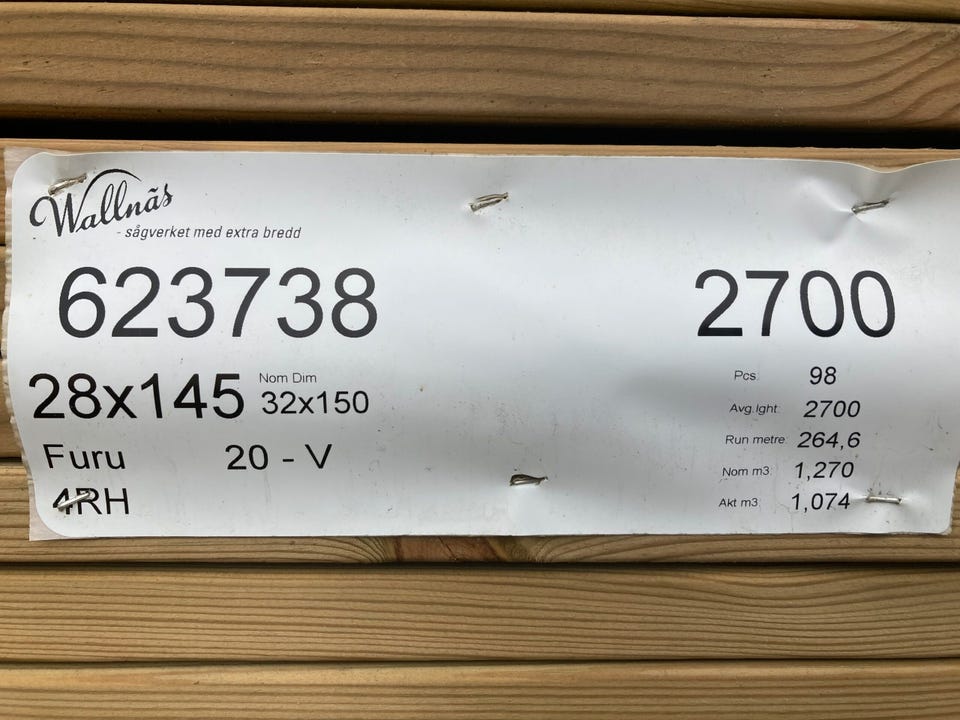 Wallnäs
- sågverket med extra bredd
623738
2700
28x145
Nom Dim
32x150
Furu 20 - V
4RH
Pcs: 98
Avg.lght: 2700
Run metre: 264,6
Nom m3: 1,270
Akt m3: 1,074